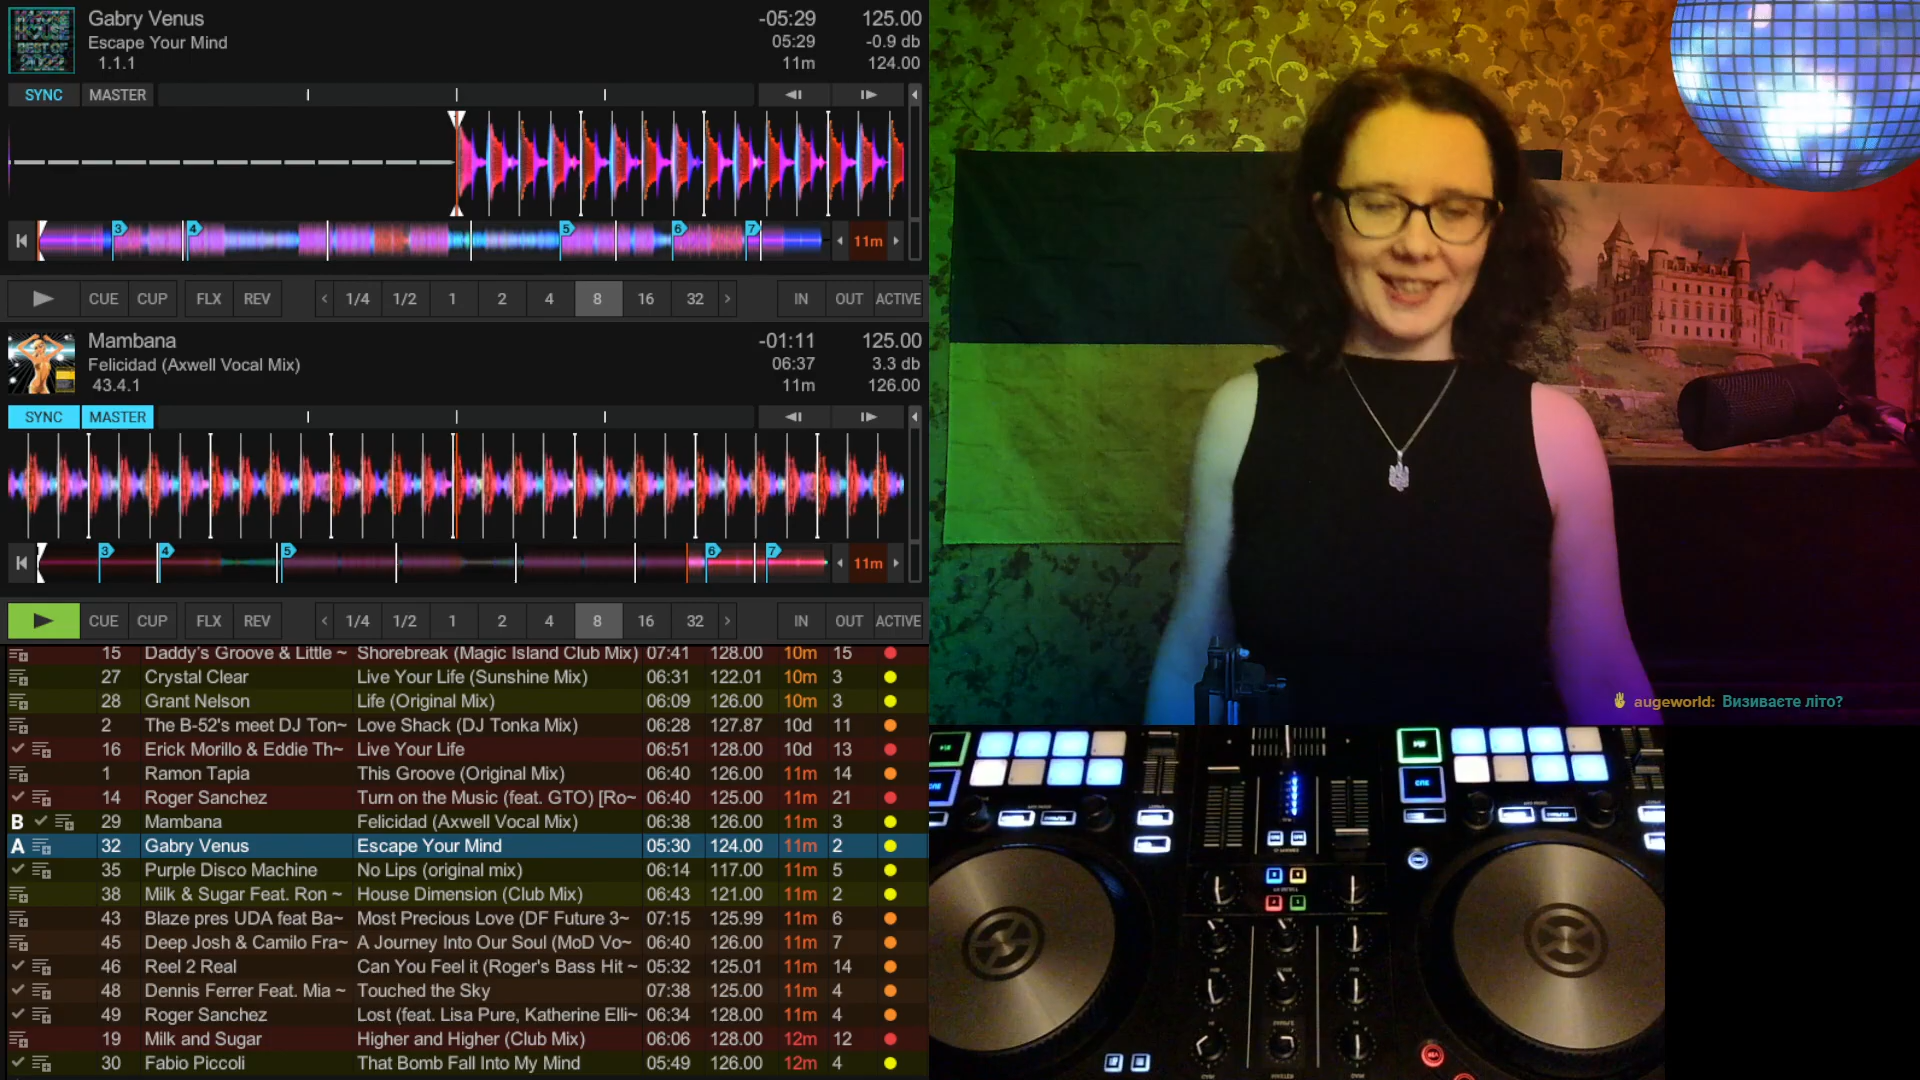 HOUSE
BEST OF
2022
Gabry Venus
Escape Your Mind
1.1.1
-05:29
05:29
11m
125.00
-0.9 db
124.00
SYNC MASTER
3 4 5 6 7
11m
CUE CUP FLX REV 1/4 1/2 1 2 4 8 16 32 IN OUT ACTIVE
Mambana
Felicidad (Axwell Vocal Mix)
43.4.1
-01:11
06:37
11m
125.00
3.3 db
126.00
SYNC MASTER
3 4 5 6 7
11m
CUE CUP FLX REV 1/4 1/2 1 2 4 8 16 32 IN OUT ACTIVE
15 Daddy's Groove & Little ~ Shorebreak (Magic Island Club Mix) 07:41 128.00 10m 15
27 Crystal Clear Live Your Life (Sunshine Mix) 06:31 122.01 10m 3
28 Grant Nelson Life (Original Mix) 06:09 126.00 10m 3
2 The B-52's meet DJ Ton~ Love Shack (DJ Tonka Mix) 06:28 127.87 10d 11
16 Erick Morillo & Eddie Th~ Live Your Life 06:51 128.00 10d 13
1 Ramon Tapia This Groove (Original Mix) 06:40 126.00 11m 14
14 Roger Sanchez Turn on the Music (feat. GTO) [Ro~ 06:40 125.00 11m 21
B 29 Mambana Felicidad (Axwell Vocal Mix) 06:38 126.00 11m 3
A 32 Gabry Venus Escape Your Mind 05:30 124.00 11m 2
35 Purple Disco Machine No Lips (original mix) 06:14 117.00 11m 5
38 Milk & Sugar Feat. Ron ~ House Dimension (Club Mix) 06:43 121.00 11m 2
43 Blaze pres UDA feat Ba~ Most Precious Love (DF Future 3~ 07:15 125.99 11m 6
45 Deep Josh & Camilo Fra~ A Journey Into Our Soul (MoD Vo~ 06:40 126.00 11m 7
46 Reel 2 Real Can You Feel it (Roger's Bass Hit ~ 05:32 125.01 11m 14
48 Dennis Ferrer Feat. Mia ~ Touched the Sky 07:38 125.00 11m 4
49 Roger Sanchez Lost (feat. Lisa Pure, Katherine Elli~ 06:34 128.00 11m 4
19 Milk and Sugar Higher and Higher (Club Mix) 06:06 128.00 12m 12
30 Fabio Piccoli That Bomb Fall Into My Mind 05:49 126.00 12m 4
augeworld: Визиваєте літо?